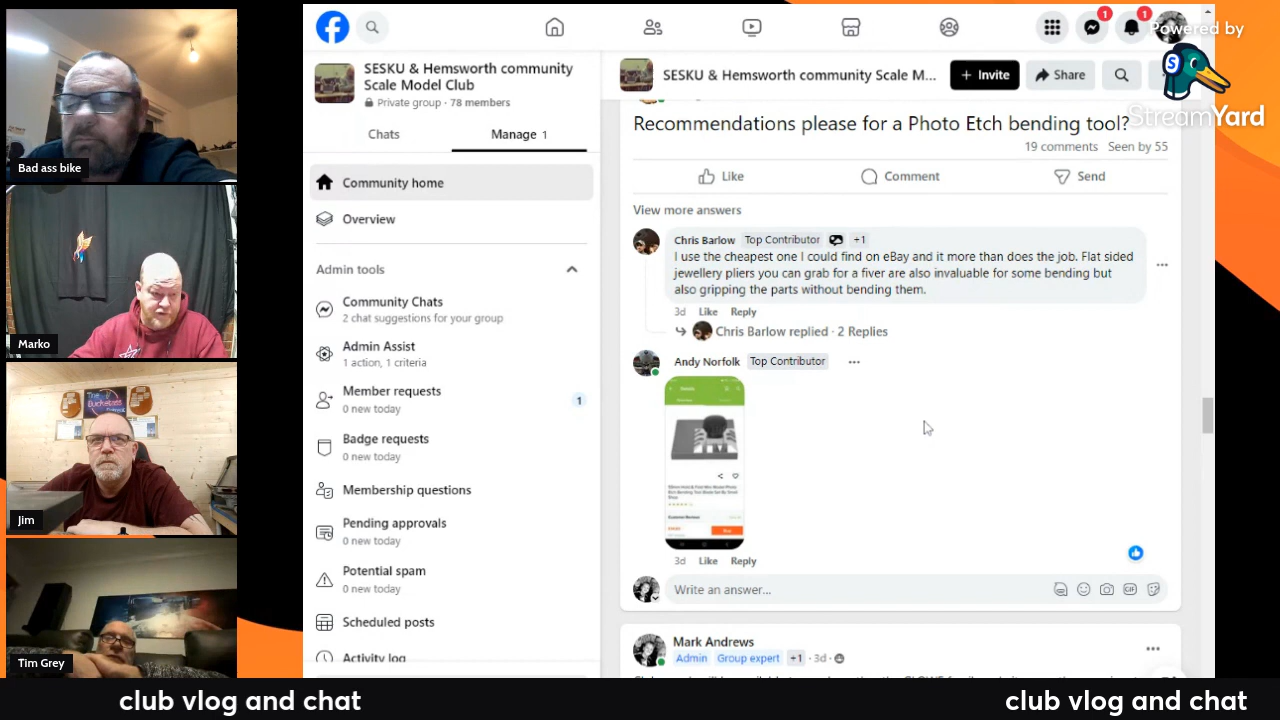 Bad ass bike
Marko
The
Buckstops
Jim
Tim Grey
SESKU & Hemsworth community
Scale Model Club
Private group · 78 members
Chats
Manage 1
Community home
Overview
Admin tools
Community Chats
2 chat suggestions for your group
Admin Assist
1 action, 1 criteria
Member requests
0 new today
1
Badge requests
0 new today
Membership questions
Pending approvals
0 new today
Potential spam
0 new today
Scheduled posts
Activity log
1
1
Powered by
StreamYard
SESKU & Hemsworth community Scale M...
+ Invite
Share
Recommendations please for a Photo Etch bending tool?
19 comments Seen by 55
Like
Comment
Send
View more answers
Chris Barlow Top Contributor +1
I use the cheapest one I could find on eBay and it more than does the job. Flat sided
jewellery pliers you can grab for a fiver are also invaluable for some bending but
also gripping the parts without bending them.
3d Like Reply
Chris Barlow replied · 2 Replies
Andy Norfolk Top Contributor
3d Like Reply
Write an answer...
GIF
Mark Andrews
Admin Group expert +1 · 3d
club vlog and chat
club vlog and chat